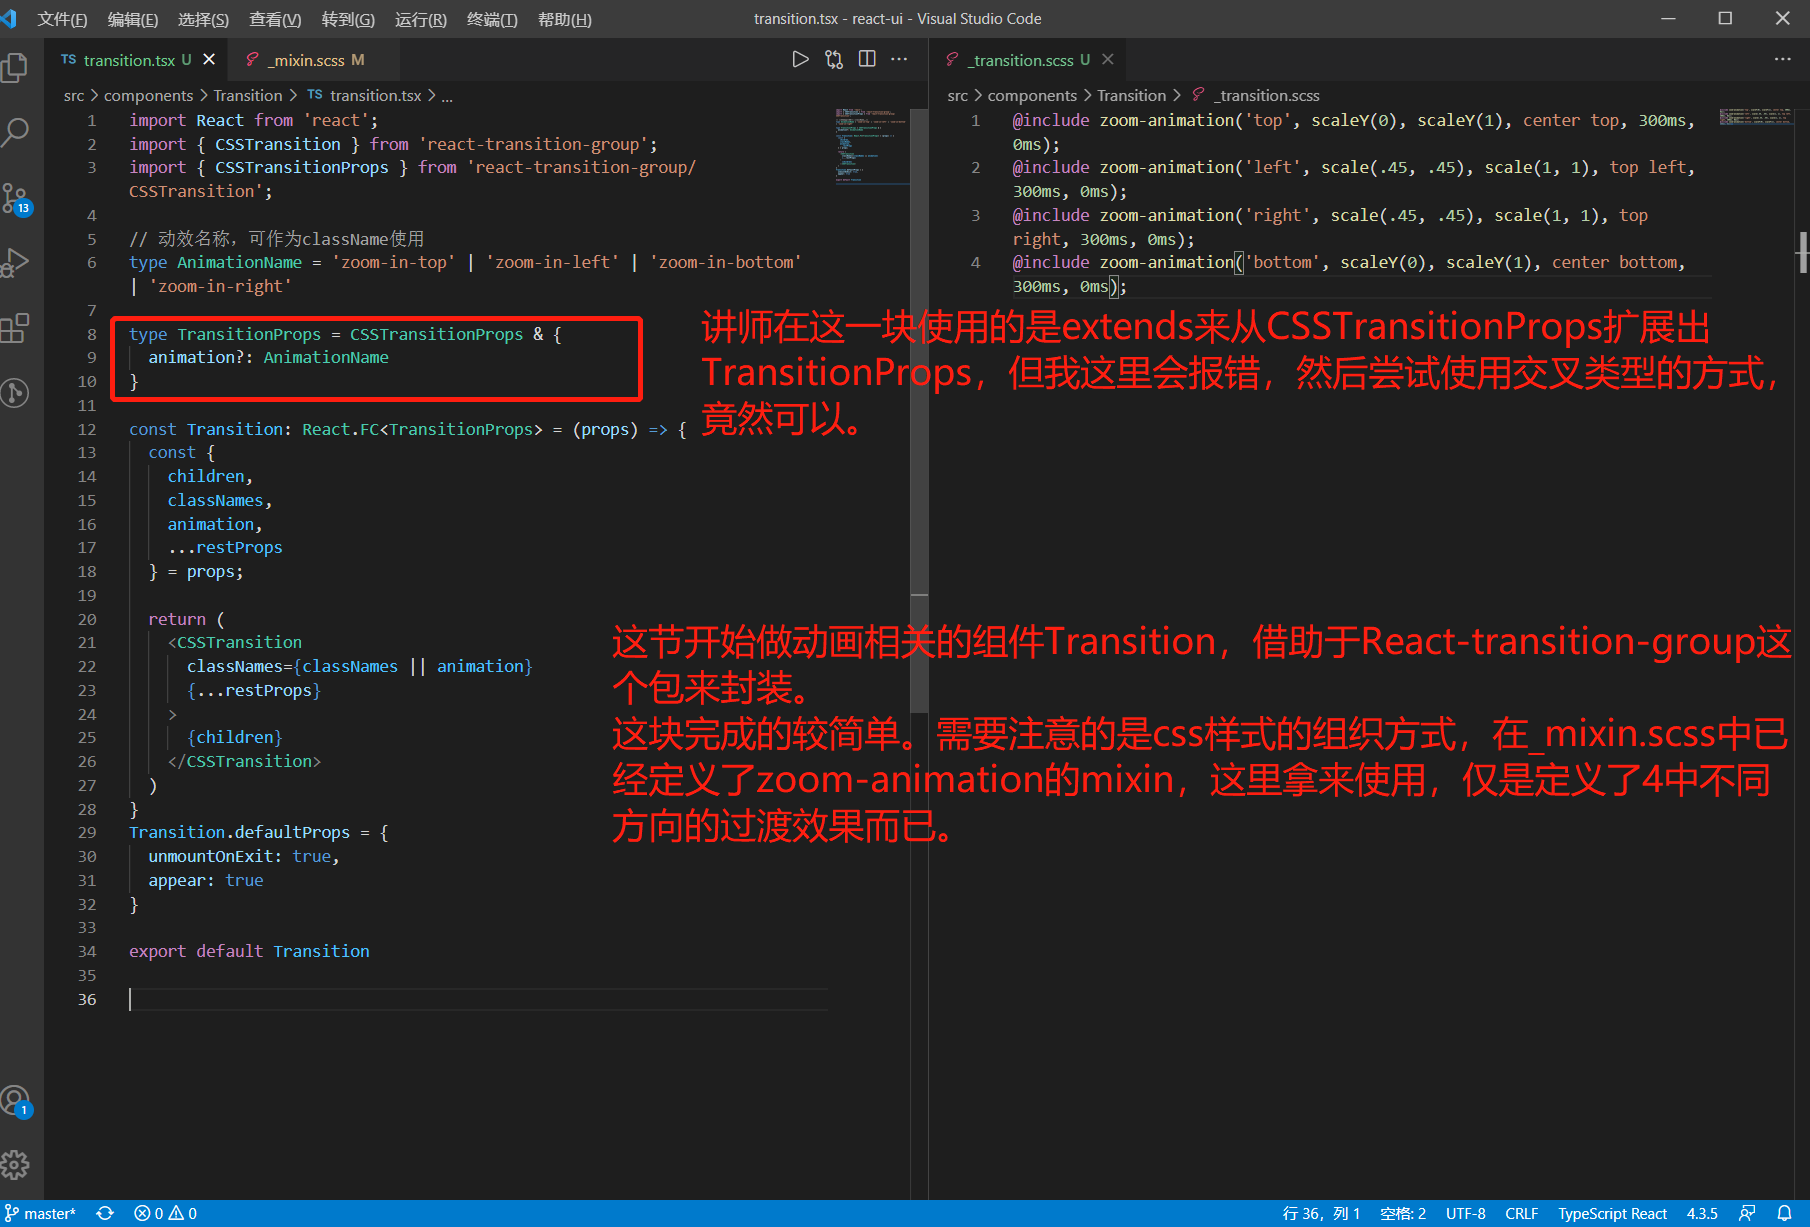 文件(F) 编辑(E) 选择(S) 查看(V) 转到(G) 运行(R) 终端(T) 帮助(H)
transition.tsx - react-ui - Visual Studio Code
TS transition.tsx U
_mixin.scss M
src > components > Transition > TS transition.tsx > ...
1 import React from 'react';
2 import { CSSTransition } from 'react-transition-group';
3 import { CSSTransitionProps } from 'react-transition-group/
CSSTransition';
4
5 // 动效名称，可作为className使用
6 type AnimationName = 'zoom-in-top' | 'zoom-in-left' | 'zoom-in-bottom'
| 'zoom-in-right'
7
8 type TransitionProps = CSSTransitionProps & {
9 animation?: AnimationName
10 }
11
12 const Transition: React.FC<TransitionProps> = (props) => {
13 const {
14 children,
15 classNames,
16 animation,
17 ...restProps
18 } = props;
19
20 return (
21 <CSSTransition
22 classNames={classNames || animation}
23 {...restProps}
24 >
25 {children}
26 </CSSTransition>
27 )
28 }
29 Transition.defaultProps = {
30 unmountOnExit: true,
31 appear: true
32 }
33
34 export default Transition
35
36
_transition.scss U
src > components > Transition > _transition.scss
1 @include zoom-animation('top', scaleY(0), scaleY(1), center top, 300ms,
0ms);
2 @include zoom-animation('left', scale(.45, .45), scale(1, 1), top left,
300ms, 0ms);
3 @include zoom-animation('right', scale(.45, .45), scale(1, 1), top
right, 300ms, 0ms);
4 @include zoom-animation('bottom', scaleY(0), scaleY(1), center bottom,
300ms, 0ms);
讲师在这一块使用的是extends来从CSSTransitionProps扩展出
TransitionProps，但我这里会报错，然后尝试使用交叉类型的方式，
竟然可以。
这节开始做动画相关的组件Transition，借助于React-transition-group这
个包来封装。
这块完成的较简单。需要注意的是css样式的组织方式，在_mixin.scss中已
经定义了zoom-animation的mixin，这里拿来使用，仅是定义了4中不同
方向的过渡效果而已。
13
1
master* 0 0
行 36，列 1 空格: 2 UTF-8 CRLF TypeScript React 4.3.5